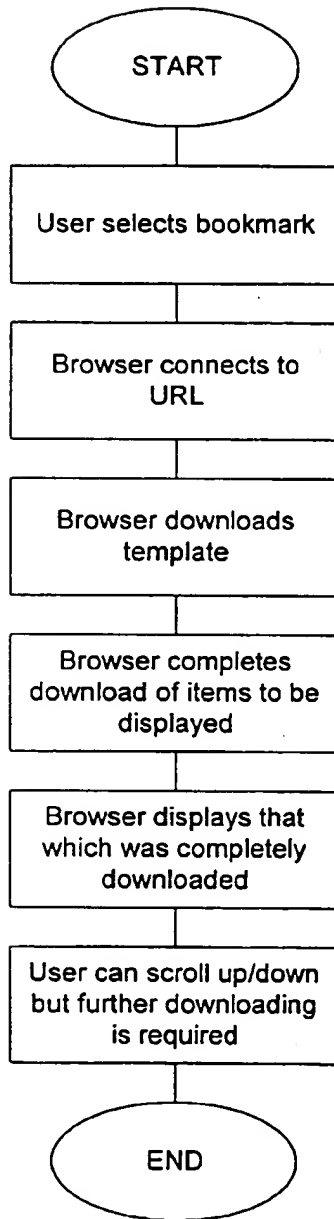 START
User selects bookmark
Browser connects to
URL
Browser downloads
template
Browser completes
download of items to be
displayed
Browser displays that
which was completely
downloaded
User can scroll up/down
but further downloading
is required
END